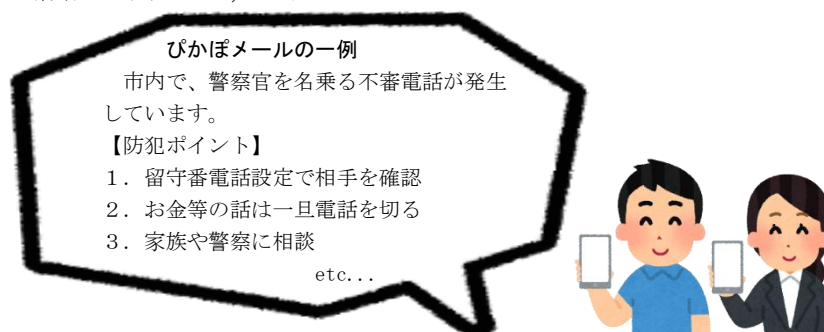 ぴかぽメールの一例
市内で、警察官を名乗る不審電話が発生
しています。
【防犯ポイント】
１．留守番電話設定で相手を確認
２．お金等の話は一旦電話を切る
３．家族や警察に相談
etc...